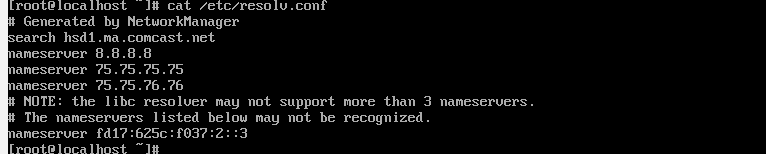 [root@localhost ~]# cat /etc/resolv.conf
# Generated by NetworkManager
search hsd1.ma.comcast.net
nameserver 8.8.8.8
nameserver 75.75.75.75
nameserver 75.75.76.76
# NOTE: the libc resolver may not support more than 3 nameservers.
# The nameservers listed below may not be recognized.
nameserver fd17:625c:f037:2::3
[root@localhost ~]#